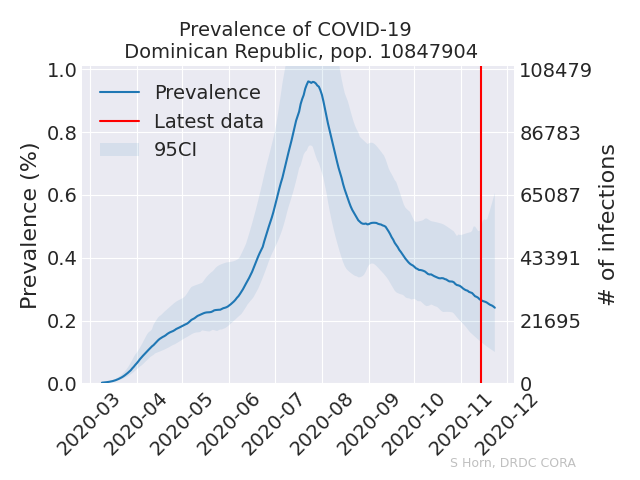 Prevalence of COVID-19
Dominican Republic, pop. 10847904
Prevalence (%)
1.0
0.8
0.6
0.4
0.2
0.0
Prevalence
Latest data
95CI
108479
86783
65087
43391
21695
0
# of infections
2020-03
2020-04
2020-05
2020-06
2020-07
2020-08
2020-09
2020-10
2020-11
2020-12
S Horn, DRDC CORA